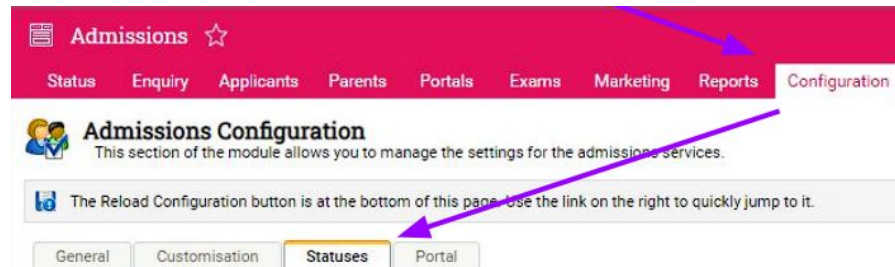 Admissions
Status Enquiry Applicants Parents Portals Exams Marketing Reports Configuration
Admissions Configuration
This section of the module allows you to manage the settings for the admissions services.
The Reload Configuration button is at the bottom of this page. Use the link on the right to quickly jump to it.
General Customisation Statuses Portal